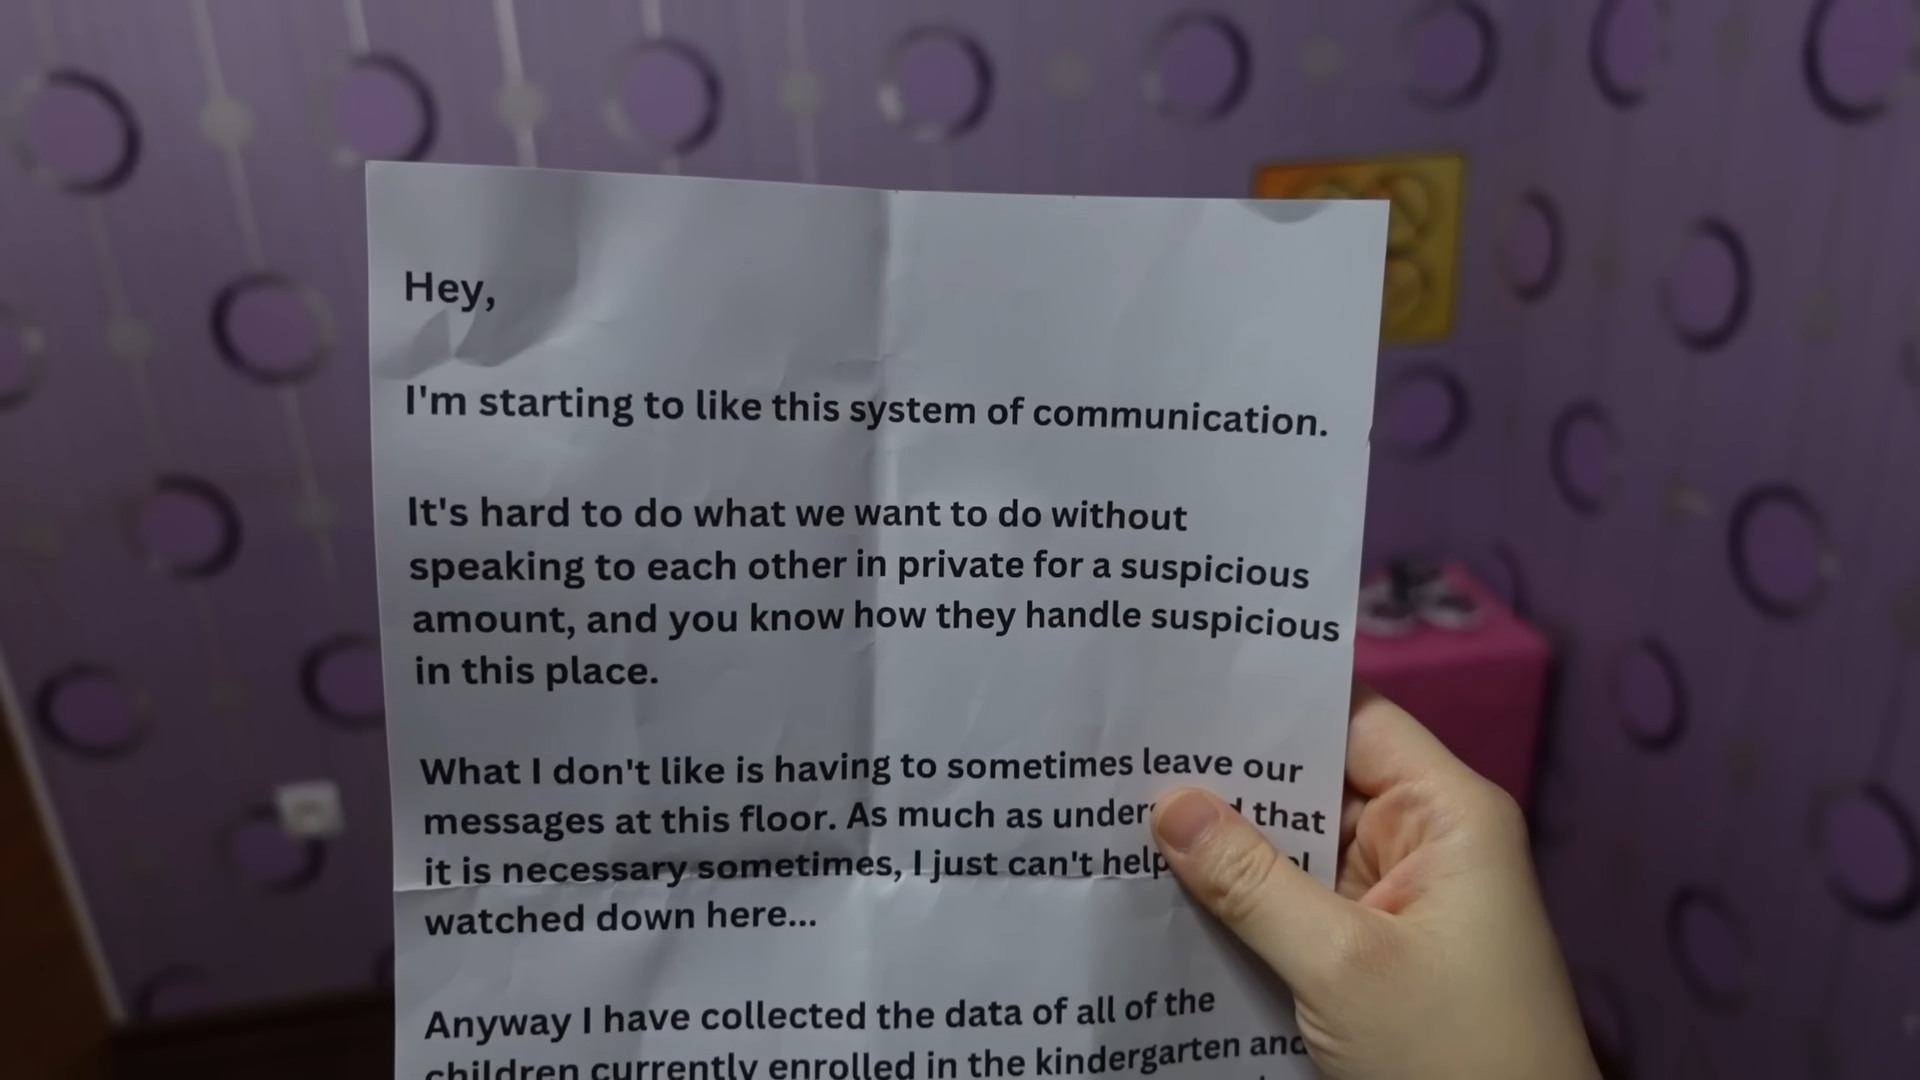 Hey,
I'm starting to like this system of communication.
It's hard to do what we want to do without
speaking to each other in private for a suspicious
amount, and you know how they handle suspicious
in this place.
What I don't like is having to sometimes leave our
messages at this floor. As much as that
it is necessary sometimes, I just can't help
watched down here...
Anyway I have collected the data of all of the
children currently enrolled in the kindergarten and